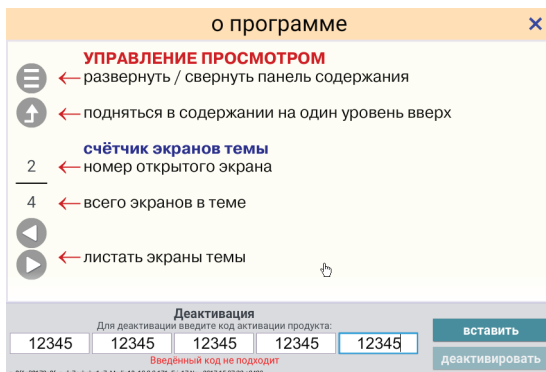 о программе
×
УПРАВЛЕНИЕ ПРОСМОТРОМ
развернуть / свернуть панель содержания
подняться в содержании на один уровень вверх
счётчик экранов темы
2
номер открытого экрана
4
всего экранов в теме
листать экраны темы
Деактивация
Для деактивации введите код активации продукта:
12345 12345 12345 12345 12345
вставить
Введённый код не подходит
деактивировать